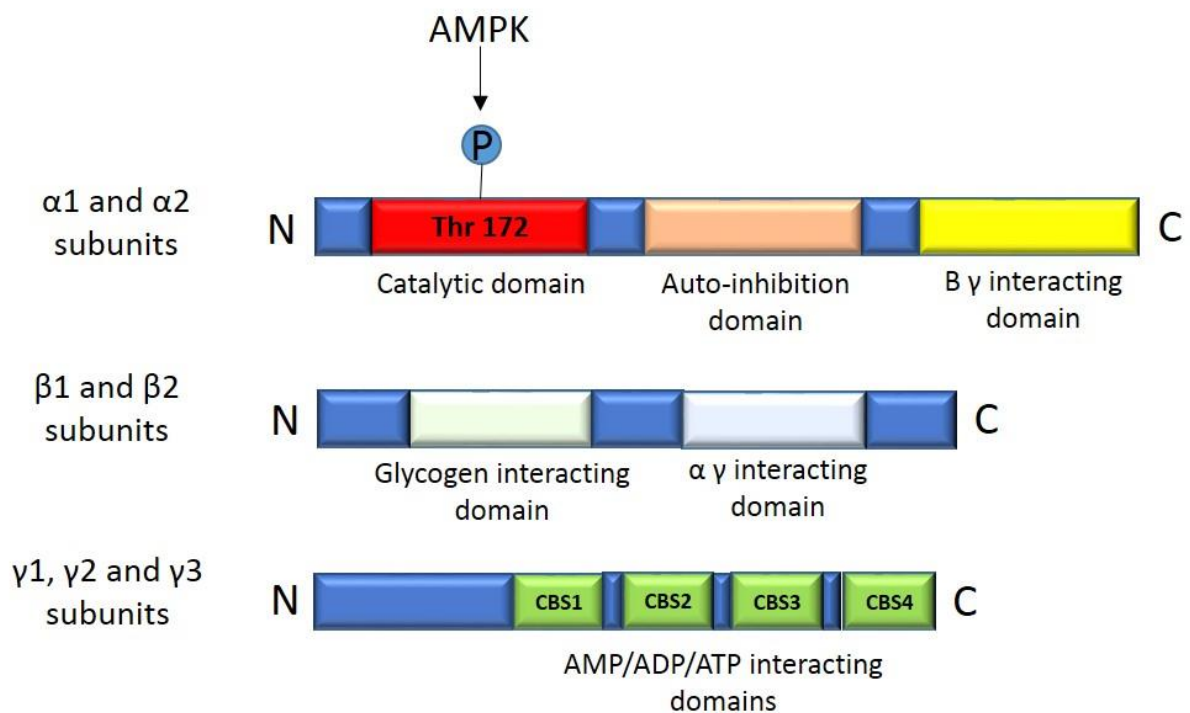 AMPK
P
α1 and α2
subunits
N
Thr 172
C
Catalytic domain
Auto-inhibition
domain
B γ interacting
domain
β1 and β2
subunits
N
C
Glycogen interacting
domain
α γ interacting
domain
γ1, γ2 and γ3
subunits
N
CBS1
CBS2
CBS3
CBS4
C
AMP/ADP/ATP interacting
domains